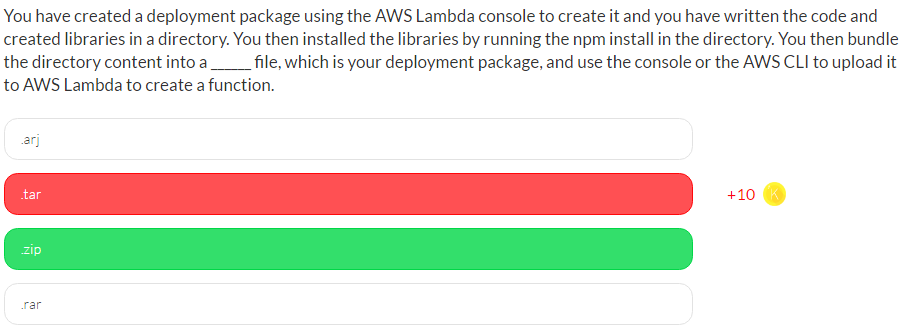 You have created a deployment package using the AWS Lambda console to create it and you have written the code and
created libraries in a directory. You then installed the libraries by running the npm install in the directory. You then bundle
the directory content into a ______ file, which is your deployment package, and use the console or the AWS CLI to upload it
to AWS Lambda to create a function.
.arj
.tar
+10
.zip
.rar